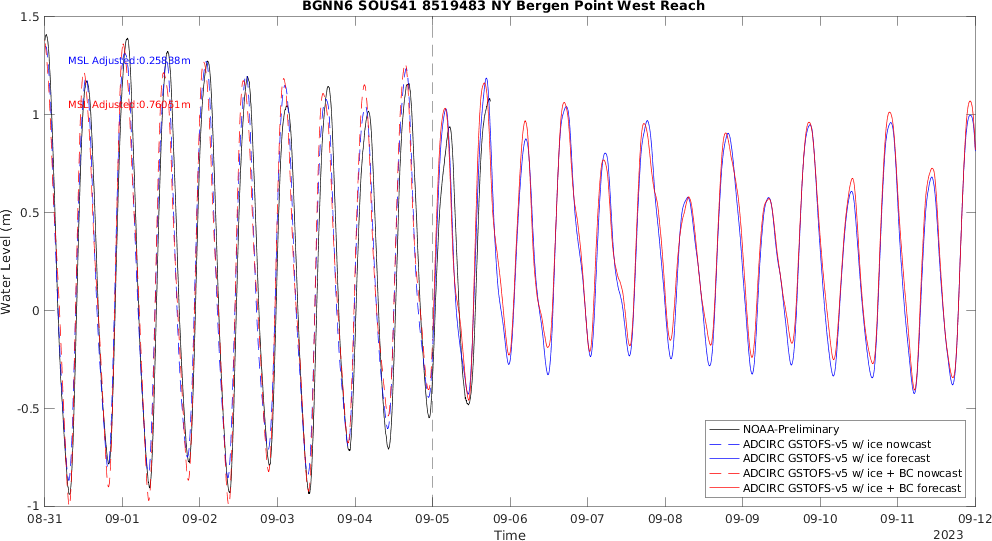 BGNN6 SOUS41 8519483 NY Bergen Point West Reach
1.5
1
0.5
0
-0.5
-1
Water Level (m)
MSL Adjusted:0.25838m
MSL Adjusted:0.76051m
NOAA-Preliminary
ADCIRC GSTOFS-v5 w/ ice nowcast
ADCIRC GSTOFS-v5 w/ ice forecast
ADCIRC GSTOFS-v5 w/ ice + BC nowcast
ADCIRC GSTOFS-v5 w/ ice + BC forecast
08-31 09-01 09-02 09-03 09-04 09-05 09-06 09-07 09-08 09-09 09-10 09-11 09-12
Time
2023